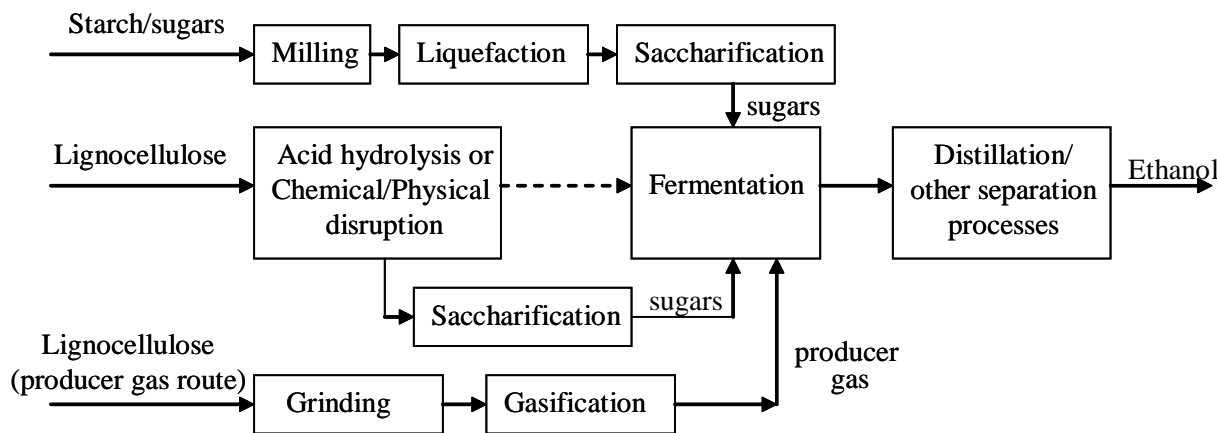 Starch/sugars
Milling
Liquefaction
Saccharification
sugars
Lignocellulose
Acid hydrolysis or
Chemical/Physical
disruption
Fermentation
Distillation/
other separation
processes
Ethanol
Saccharification
sugars
Lignocellulose
(producer gas route)
Grinding
Gasification
producer
gas